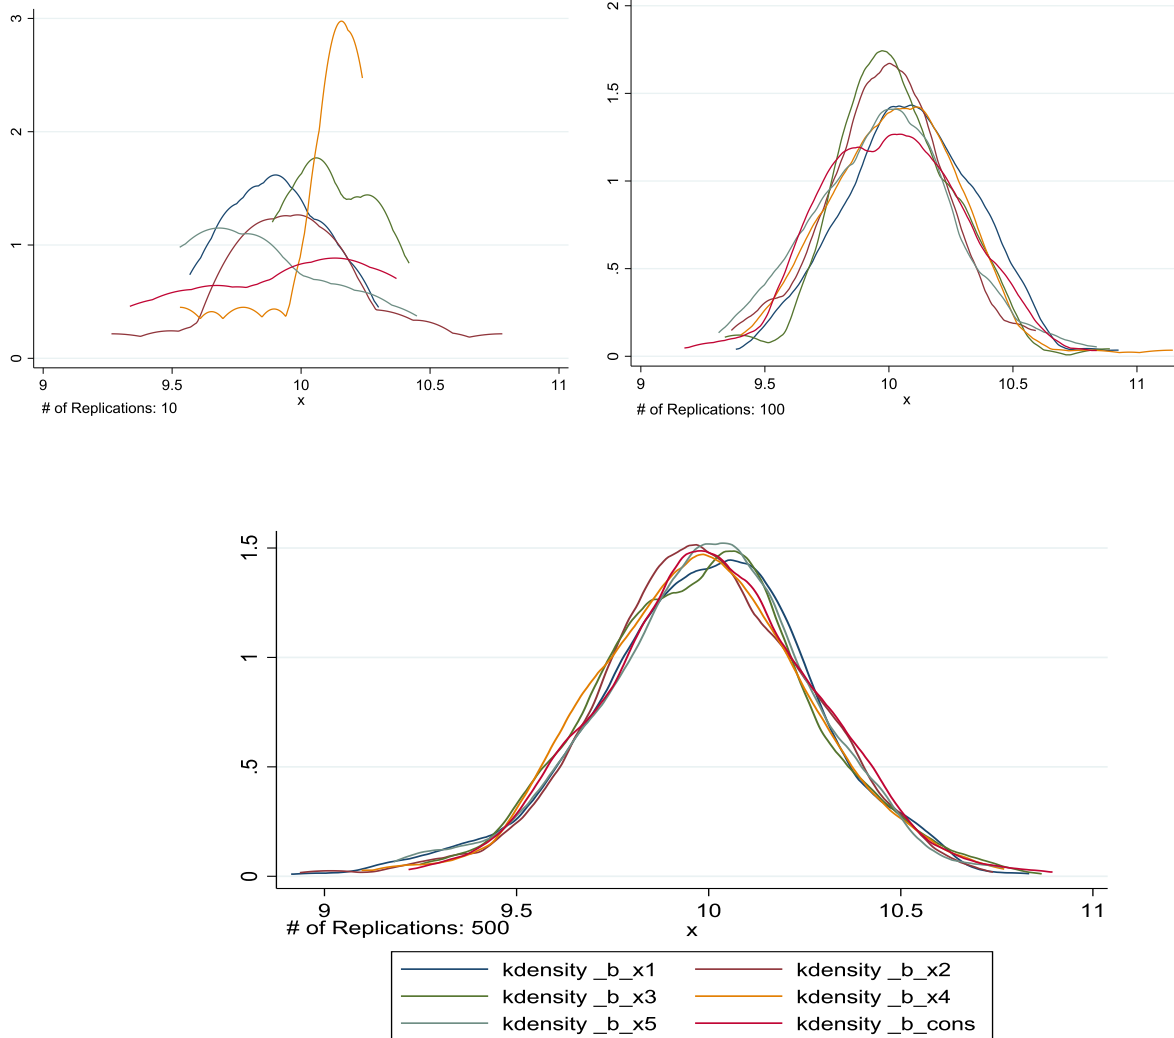 3
2
1
0
9 9.5 10 10.5 11
x
# of Replications: 10
2
1.5
1
.5
0
9 9.5 10 10.5 11
x
# of Replications: 100
1.5
1
.5
0
9 9.5 10 10.5 11
# of Replications: 500 x
kdensity _b_x1 kdensity _b_x2
kdensity _b_x3 kdensity _b_x4
kdensity _b_x5 kdensity _b_cons